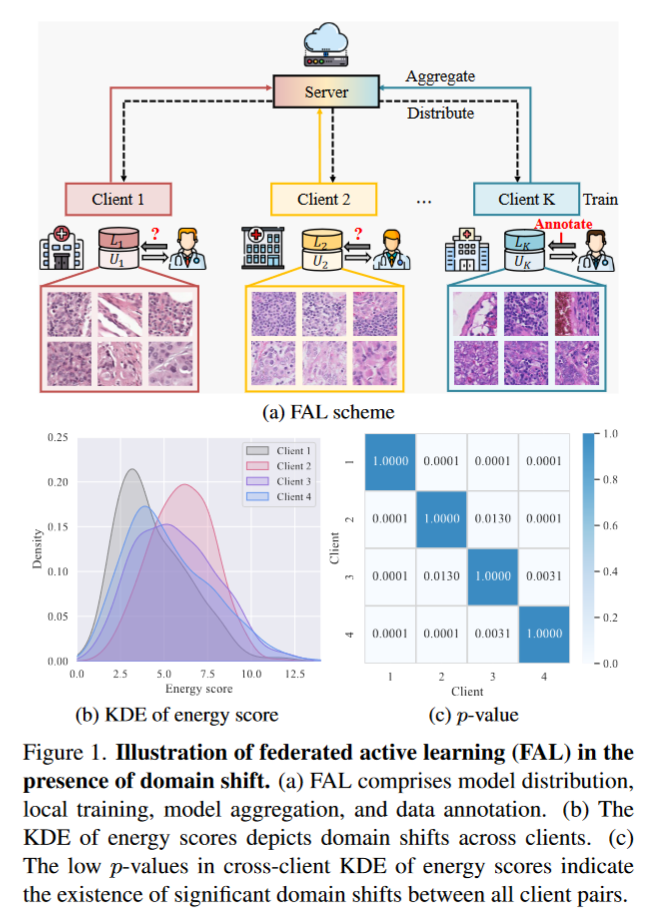 Aggregate
Server
Distribute
Client 1
Client 2
...
Client K
Train
?
?
Annotate
L1
U1
L2
U2
LK
UK
(a) FAL scheme
0.25
0.20
0.15
0.10
0.05
0.00
Density
0.0 2.5 5.0 7.5 10.0 12.5
Energy score
Client 1
Client 2
Client 3
Client 4
(b) KDE of energy score
1 1.0000 0.0001 0.0001 0.0001
2 0.0001 1.0000 0.0130 0.0001
3 0.0001 0.0130 1.0000 0.0031
4 0.0001 0.0001 0.0031 1.0000
Client
1 2 3 4
Client
1.0
0.8
0.6
0.4
0.2
0.0
(c) p-value
Figure 1. Illustration of federated active learning (FAL) in the
presence of domain shift. (a) FAL comprises model distribution,
local training, model aggregation, and data annotation. (b) The
KDE of energy scores depicts domain shifts across clients. (c)
The low p-values in cross-client KDE of energy scores indicate
the existence of significant domain shifts between all client pairs.